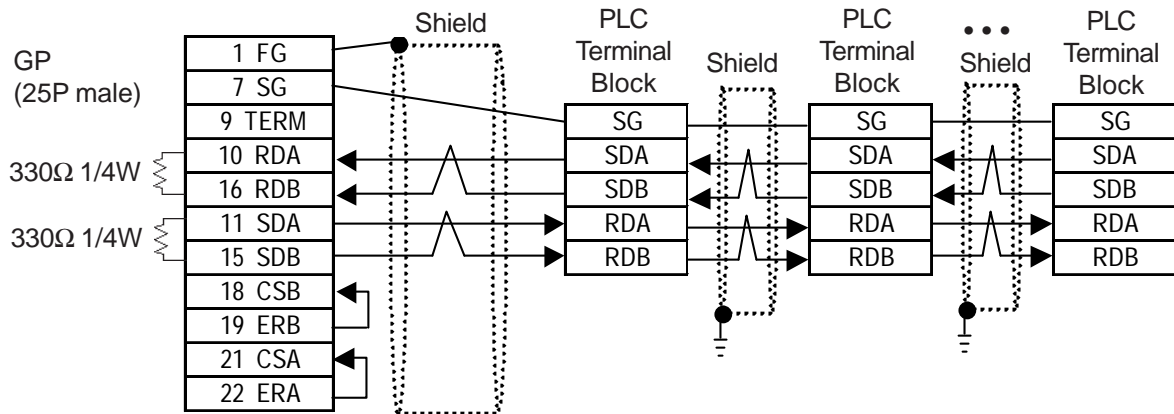 GP
(25P male)
330Ω 1/4W
330Ω 1/4W
1 FG
7 SG
9 TERM
10 RDA
16 RDB
11 SDA
15 SDB
18 CSB
19 ERB
21 CSA
22 ERA
Shield
PLC
Terminal
Block
SG
SDA
SDB
RDA
RDB
Shield
PLC
Terminal
Block
SG
SDA
SDB
RDA
RDB
•••
Shield
PLC
Terminal
Block
SG
SDA
SDB
RDA
RDB